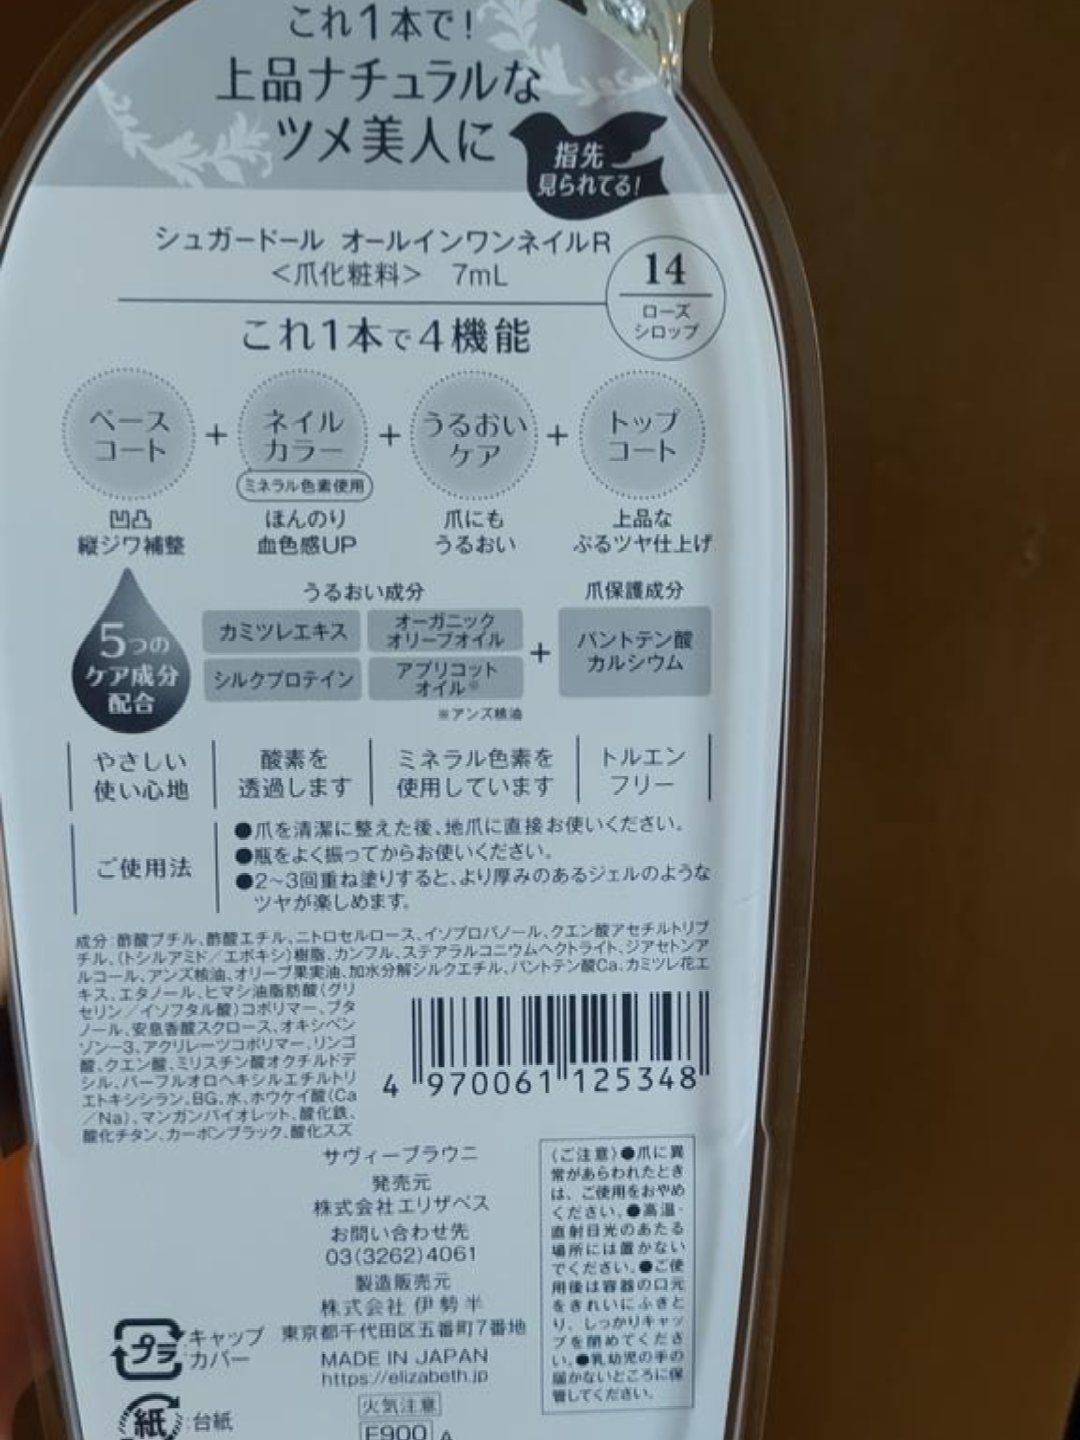 これ1本で!
上品ナチュラルな
ツメ美人に
指先
見られてる!
シュガードール オールインワンネイルR
<爪化粧料> 7mL
14
ローズ
シロップ
これ1本で4機能
ベース
コート
+
ネイル
カラー
ミネラル色素使用
+
うるおい
ケア
+
トップ
コート
凹凸
縦ジワ補整
ほんのり
血色感UP
爪にも
うるおい
上品な
ぷるツヤ仕上げ
5つの
ケア成分
配合
うるおい成分
カミツレエキス
オーガニック
オリーブオイル
シルクプロテイン
アプリコット
オイル※
※アンズ核油
+
爪保護成分
パントテン酸
カルシウム
やさしい
使い心地
酸素を
透過します
ミネラル色素を
使用しています
トルエン
フリー
ご使用法
●爪を清潔に整えた後、地爪に直接お使いください。
●瓶をよく振ってからお使いください。
●2~3回重ね塗りすると、より厚みのあるジェルのような
ツヤが楽しめます。
成分:酢酸ブチル、酢酸エチル、ニトロセルロース、イソプロパノール、クエン酸アセチルトリブ
チル、(トシルアミド/エポキシ)樹脂、カンフル、ステアラルコニウムヘクトライト、ジアセトンア
ルコール、アンズ核油、オリーブ果実油、加水分解シルクエチル、パントテン酸Ca、カミツレ花エ
キス、エタノール、ヒマシ油脂肪酸(グリ
セリン/イソフタル酸)コポリマー、ブタ
ノール、安息香酸スクロース、オキシベン
ゾン-3、アクリレーツコポリマー、リンゴ
酸、クエン酸、ミリスチン酸オクチルドデ
シル、パーフルオロヘキシルエチルトリ
エトキシシラン、BG、水、ホウケイ酸(Ca
/Na)、マンガンバイオレット、酸化鉄、
酸化チタン、カーボンブラック、酸化スズ
4 970061 125348
サヴィーブラウニ
発売元
株式会社エリザベス
お問い合わせ先
03(3262)4061
製造販売元
株式会社 伊勢半
東京都千代田区五番町7番地
MADE IN JAPAN
https://elizabeth.jp
火気注意
F900 A
〈ご注意〉●爪に異
常があらわれたとき
は、ご使用をおやめ
ください。●高温・
直射日光のあたる
場所には置かない
でください。●ご使
用後は容器の口元
をきれいにふきと
り、しっかりキャッ
プを閉めてくださ
い。●乳幼児の手の
届かないところに保
管してください。
プラ
キャップ
カバー
紙
:台紙